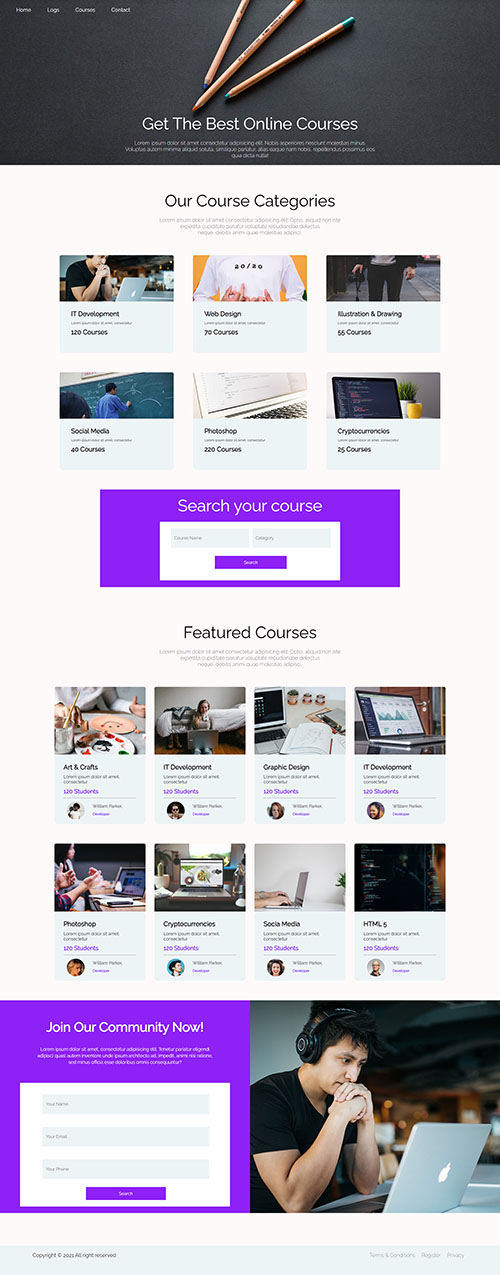 Home Logs Courses Contact
Get The Best Online Courses
Lorem ipsum dolor sit amet consectetur adipisicing elit. Nobis asperiores nesciunt molestias minus.
Voluptas autem minima aliquid soluta, similique pariatur, alias eaque nam nobis, repellendus possimus eos
quia dicta nulla!
Our Course Categories
Lorem ipsum dolor sit amet consectetur adipisicing elit. Optio, aliquid non iste
expedita cupiditate pariatur voluptate repudiandae delectus
neque, debitis anim quae molestias adipisci.
20/20
IT Development
Lorem ipsum dolor sit amet, consectetur
120 Courses
Web Design
Lorem ipsum dolor sit amet, consectetur
70 Courses
Illustration & Drawing
Lorem ipsum dolor sit amet, consectetur
55 Courses
Social Media
Lorem ipsum dolor sit amet, consectetur
40 Courses
Photoshop
Lorem ipsum dolor sit amet, consectetur
220 Courses
Cryptocurrencies
Lorem ipsum dolor sit amet, consectetur
25 Courses
Search your course
Course Name
Category
Search
Featured Courses
Lorem ipsum dolor sit amet consectetur adipisicing elit. Optio, aliquid non iste
expedita cupiditate pariatur voluptate repudiandae delectus
neque, debitis anim quae molestias adipisci.
Art & Crafts
Lorem ipsum dolor sit amet,
consectetur
120 Students
William Parker,
Developer
IT Development
Lorem ipsum dolor sit amet,
consectetur
120 Students
William Parker,
Developer
Graphic Design
Lorem ipsum dolor sit amet,
consectetur
120 Students
William Parker,
Developer
IT Development
Lorem ipsum dolor sit amet,
consectetur
120 Students
William Parker,
Developer
Photoshop
Lorem ipsum dolor sit amet,
consectetur
120 Students
William Parker,
Developer
Cryptocurrencies
Lorem ipsum dolor sit amet,
consectetur
120 Students
William Parker,
Developer
Socia Media
Lorem ipsum dolor sit amet,
consectetur
120 Students
William Parker,
Developer
HTML 5
Lorem ipsum dolor sit amet,
consectetur
120 Students
William Parker,
Developer
Join Our Community Now!
Lorem ipsum dolor sit amet, consectetur adipisicing elit. Tenetur pariatur eligendi
adipisci quasi autem inventore unde ipsum architecto ad, impedit, animi nisi ratione,
sed minus officia esse doloribus omnis consequuntur?
Your Name
Your Email
Your Phone
Search
Copyright © 2021 All right reserved
Terms & Conditions Register Privacy